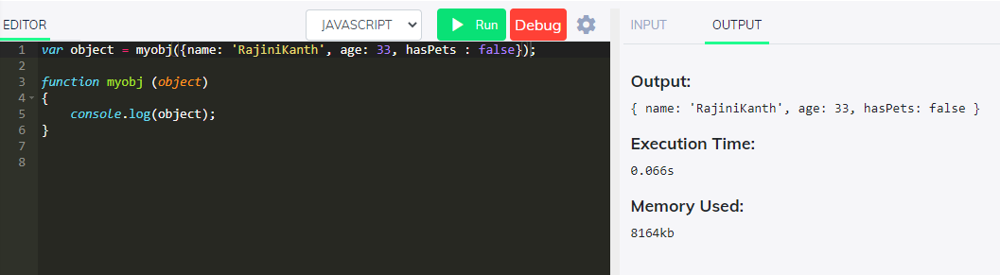 EDITOR
JAVASCRIPT
Run
Debug
1 var object = myobj({name: 'RajiniKanth', age: 33, hasPets : false});
2
3 function myobj (object)
4 {
5     console.log(object);
6 }
7
8
INPUT
OUTPUT
Output:
{ name: 'RajiniKanth', age: 33, hasPets: false }
Execution Time:
0.066s
Memory Used:
8164kb